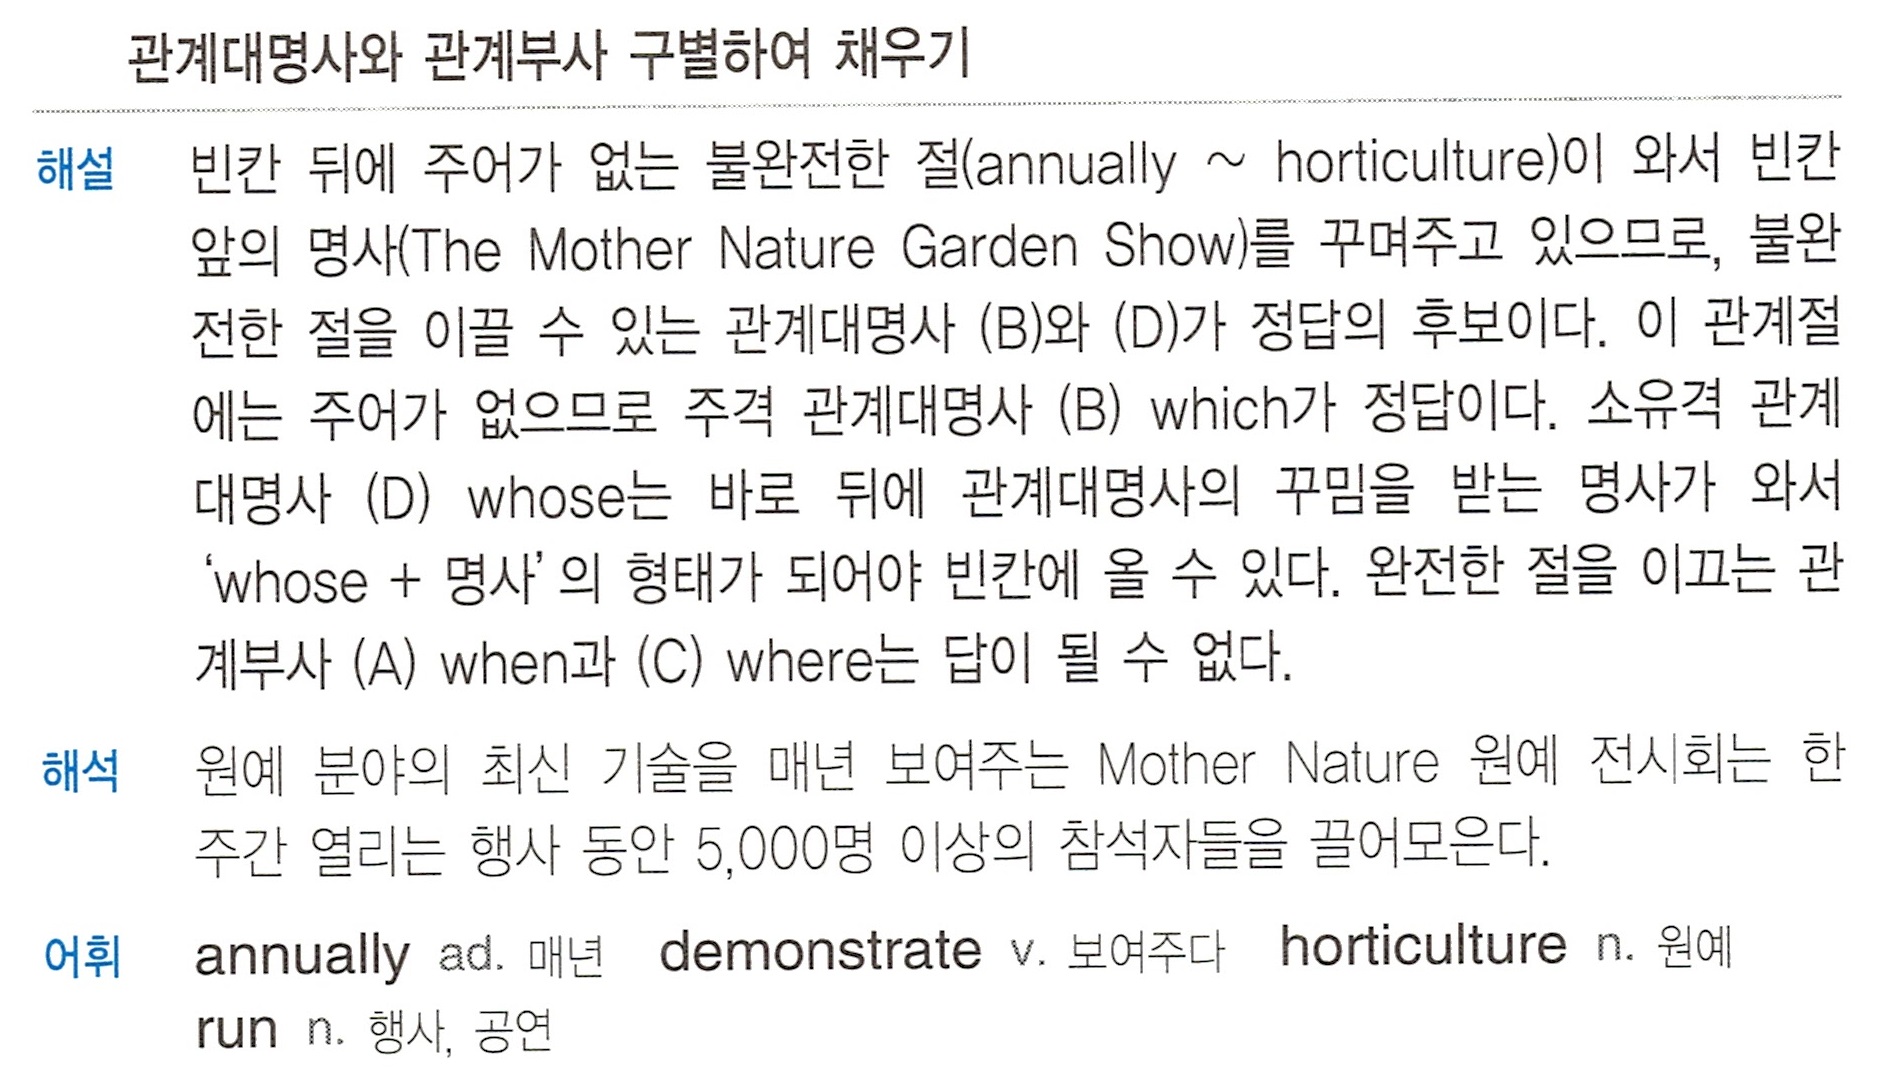 관계대명사와 관계부사 구별하여 채우기
해설 빈칸 뒤에 주어가 없는 불완전한 절(annually ~ horticulture)이 와서 빈칸
앞의 명사(The Mother Nature Garden Show)를 꾸며주고 있으므로, 불완
전한 절을 이끌 수 있는 관계대명사 (B)와 (D)가 정답의 후보이다. 이 관계절
에는 주어가 없으므로 주격 관계대명사 (B) which가 정답이다. 소유격 관계
대명사 (D) whose는 바로 뒤에 관계대명사의 꾸밈을 받는 명사가 와서
‘whose + 명사’의 형태가 되어야 빈칸에 올 수 있다. 완전한 절을 이끄는 관
계부사 (A) when과 (C) where는 답이 될 수 없다.
해석 원예 분야의 최신 기술을 매년 보여주는 Mother Nature 원예 전시회는 한
주간 열리는 행사 동안 5,000명 이상의 참석자들을 끌어모은다.
어휘 annually ad. 매년 demonstrate v. 보여주다 horticulture n. 원예
run n. 행사, 공연